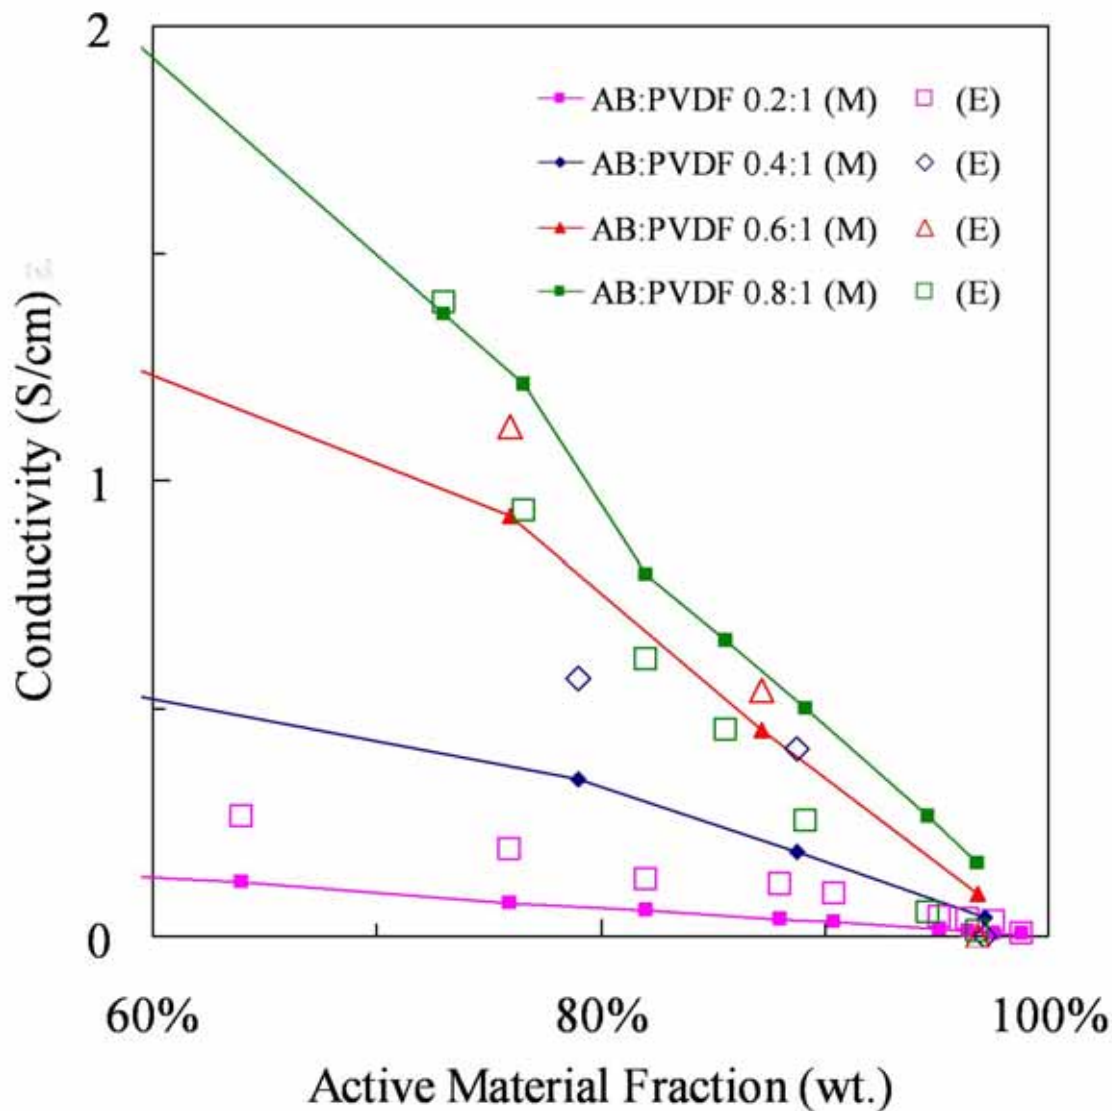 2
AB:PVDF 0.2:1 (M) (E)
AB:PVDF 0.4:1 (M) (E)
AB:PVDF 0.6:1 (M) (E)
AB:PVDF 0.8:1 (M) (E)
Conductivity (S/cm)
1
0
60% 80% 100%
Active Material Fraction (wt.)